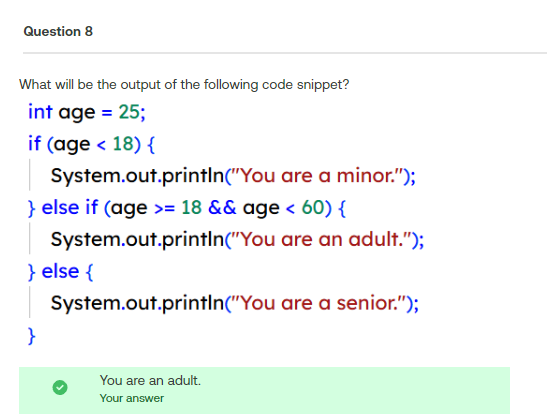 Question 8
What will be the output of the following code snippet?
int age = 25;
if (age < 18) {
System.out.println("You are a minor.");
} else if (age >= 18 && age < 60) {
System.out.println("You are an adult.");
} else {
System.out.println("You are a senior.");
}
You are an adult.
Your answer